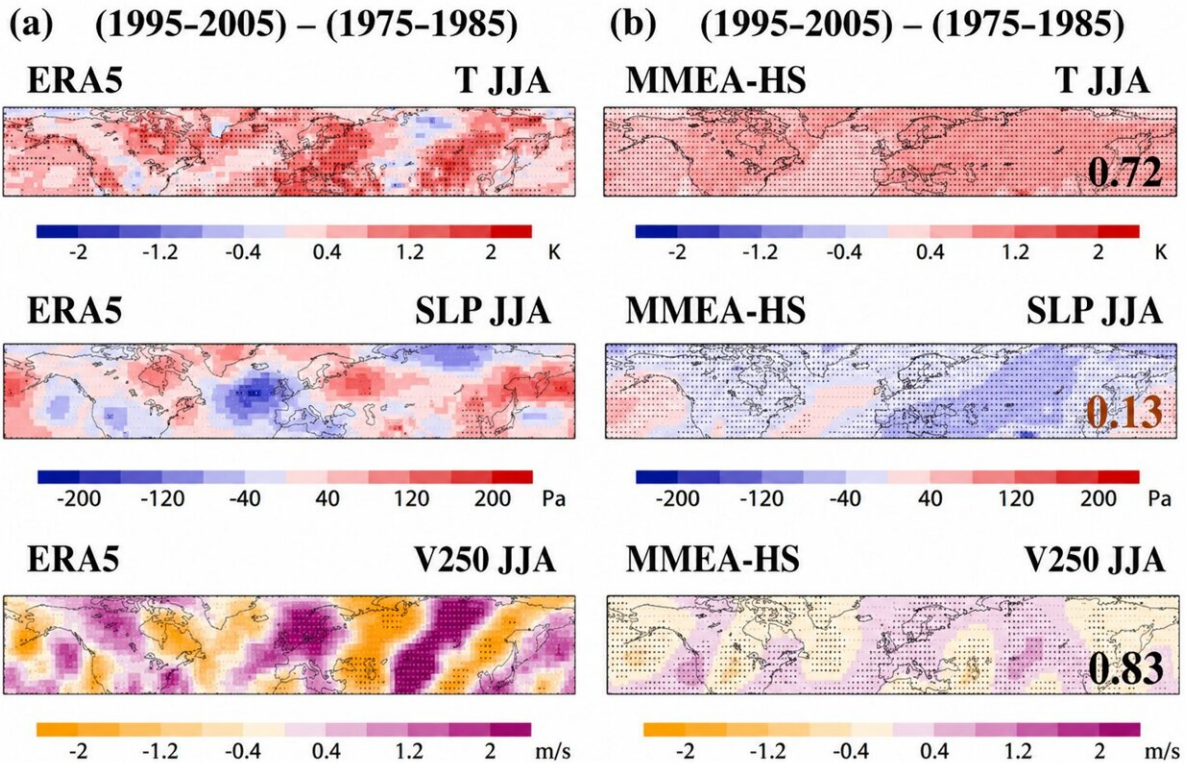 (a) (1995-2005) – (1975-1985)
ERA5 T JJA
-2 -1.2 -0.4 0.4 1.2 2 K
ERA5 SLP JJA
-200 -120 -40 40 120 200 Pa
ERA5 V250 JJA
-2 -1.2 -0.4 0.4 1.2 2 m/s
(b) (1995-2005) – (1975-1985)
MMEA-HS T JJA
0.72
-2 -1.2 -0.4 0.4 1.2 2 K
MMEA-HS SLP JJA
0.13
-200 -120 -40 40 120 200 Pa
MMEA-HS V250 JJA
0.83
-2 -1.2 -0.4 0.4 1.2 2 m/s